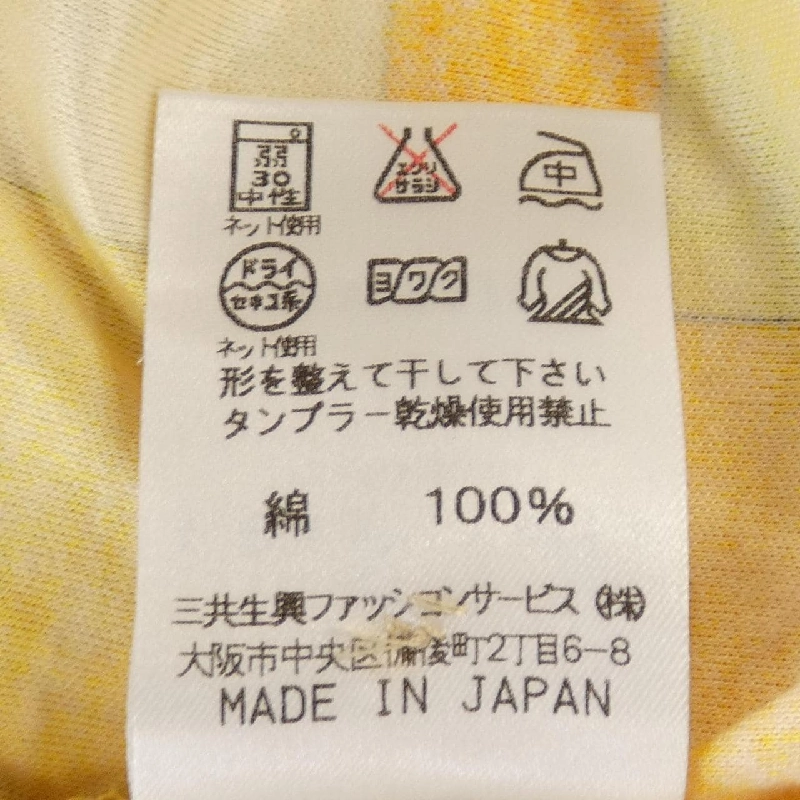 弱
30
中性
ネット使用
エンソ
サラシ
中
ドライ
セキユ系
ネット使用
ヨワク
形を整えて干して下さい
タンブラー乾燥使用禁止
綿 100%
三共生興ファッションサービス ㈱
大阪市中央区備後町2丁目6-8
MADE IN JAPAN